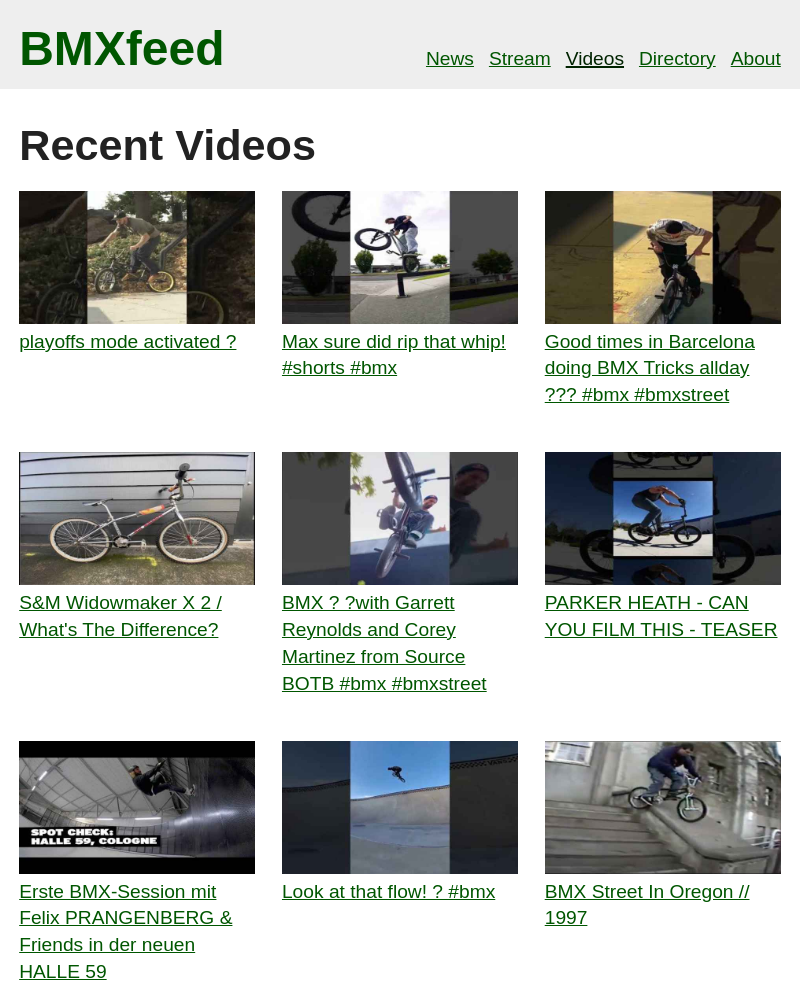 BMXfeed
News Stream Videos Directory About
Recent Videos
playoffs mode activated ?
Max sure did rip that whip!
#shorts #bmx
Good times in Barcelona
doing BMX Tricks allday
??? #bmx #bmxstreet
S&M Widowmaker X 2 /
What's The Difference?
BMX ? ?with Garrett
Reynolds and Corey
Martinez from Source
BOTB #bmx #bmxstreet
PARKER HEATH - CAN
YOU FILM THIS - TEASER
SPOT CHECK:
HALLE 59, COLOGNE
Erste BMX-Session mit
Felix PRANGENBERG &
Friends in der neuen
HALLE 59
Look at that flow! ? #bmx
BMX Street In Oregon //
1997